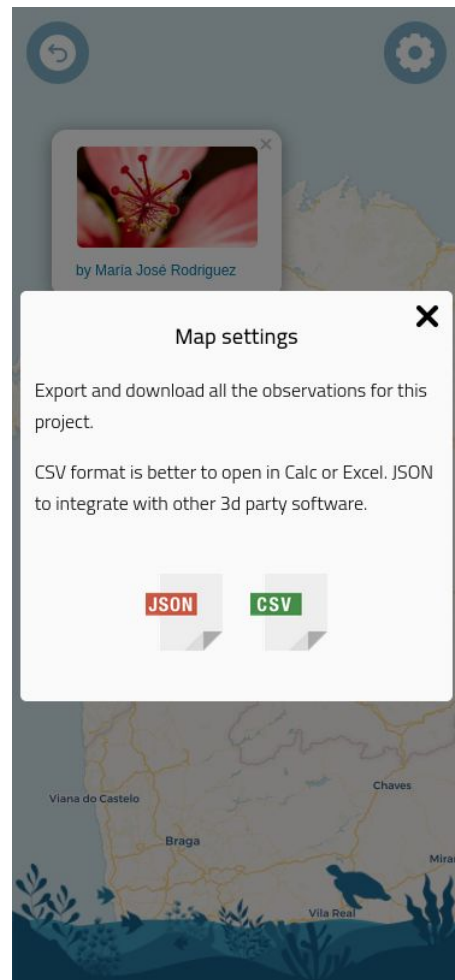 by María José Rodriguez
Map settings
Export and download all the observations for this
project.
CSV format is better to open in Calc or Excel. JSON
to integrate with other 3d party software.
JSON
CSV
Viana do Castelo
Chaves
Braga
Mira
Vila Real